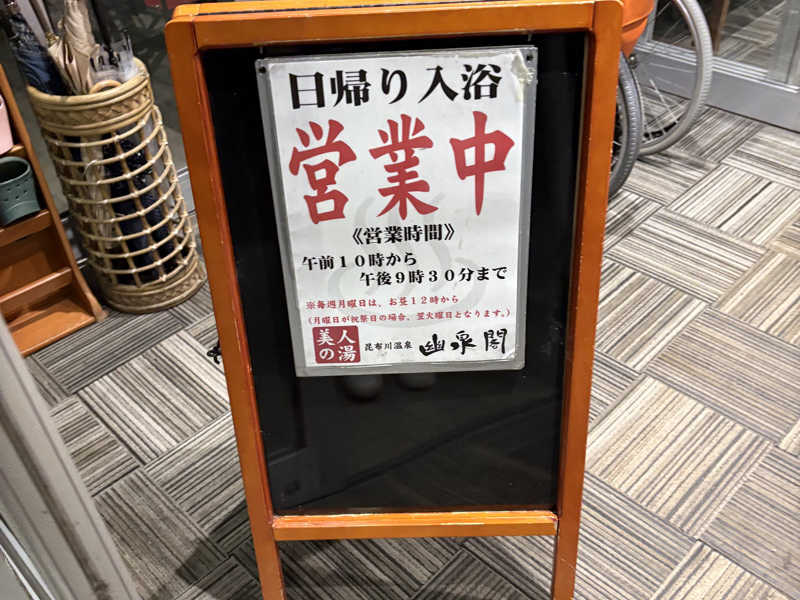 日帰り入浴
営業中
《営業時間》
午前10時から
午後9時30分まで
※毎週月曜日は、お昼12時から
(月曜日が祝祭日の場合、翌火曜日となります。)
美人の湯
昆布川温泉 幽泉閣